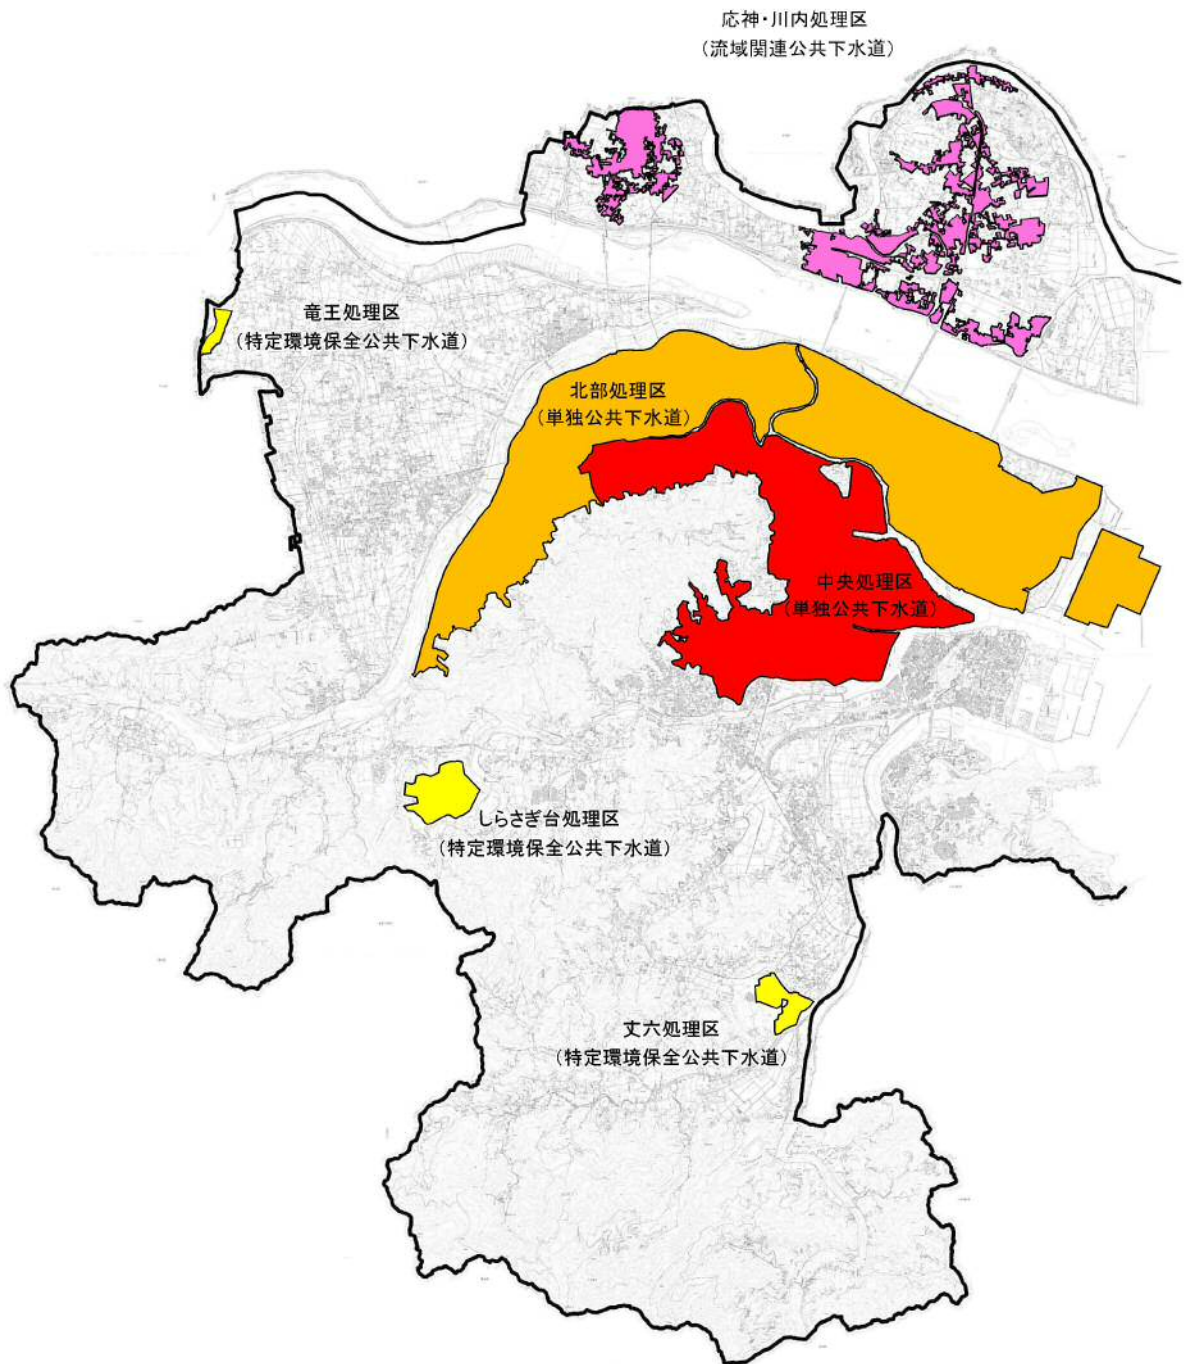 応神・川内処理区
（流域関連公共下水道）
竜王処理区
（特定環境保全公共下水道）
北部処理区
（単独公共下水道）
中央処理区
（単独公共下水道）
しらさぎ台処理区
（特定環境保全公共下水道）
丈六処理区
（特定環境保全公共下水道）